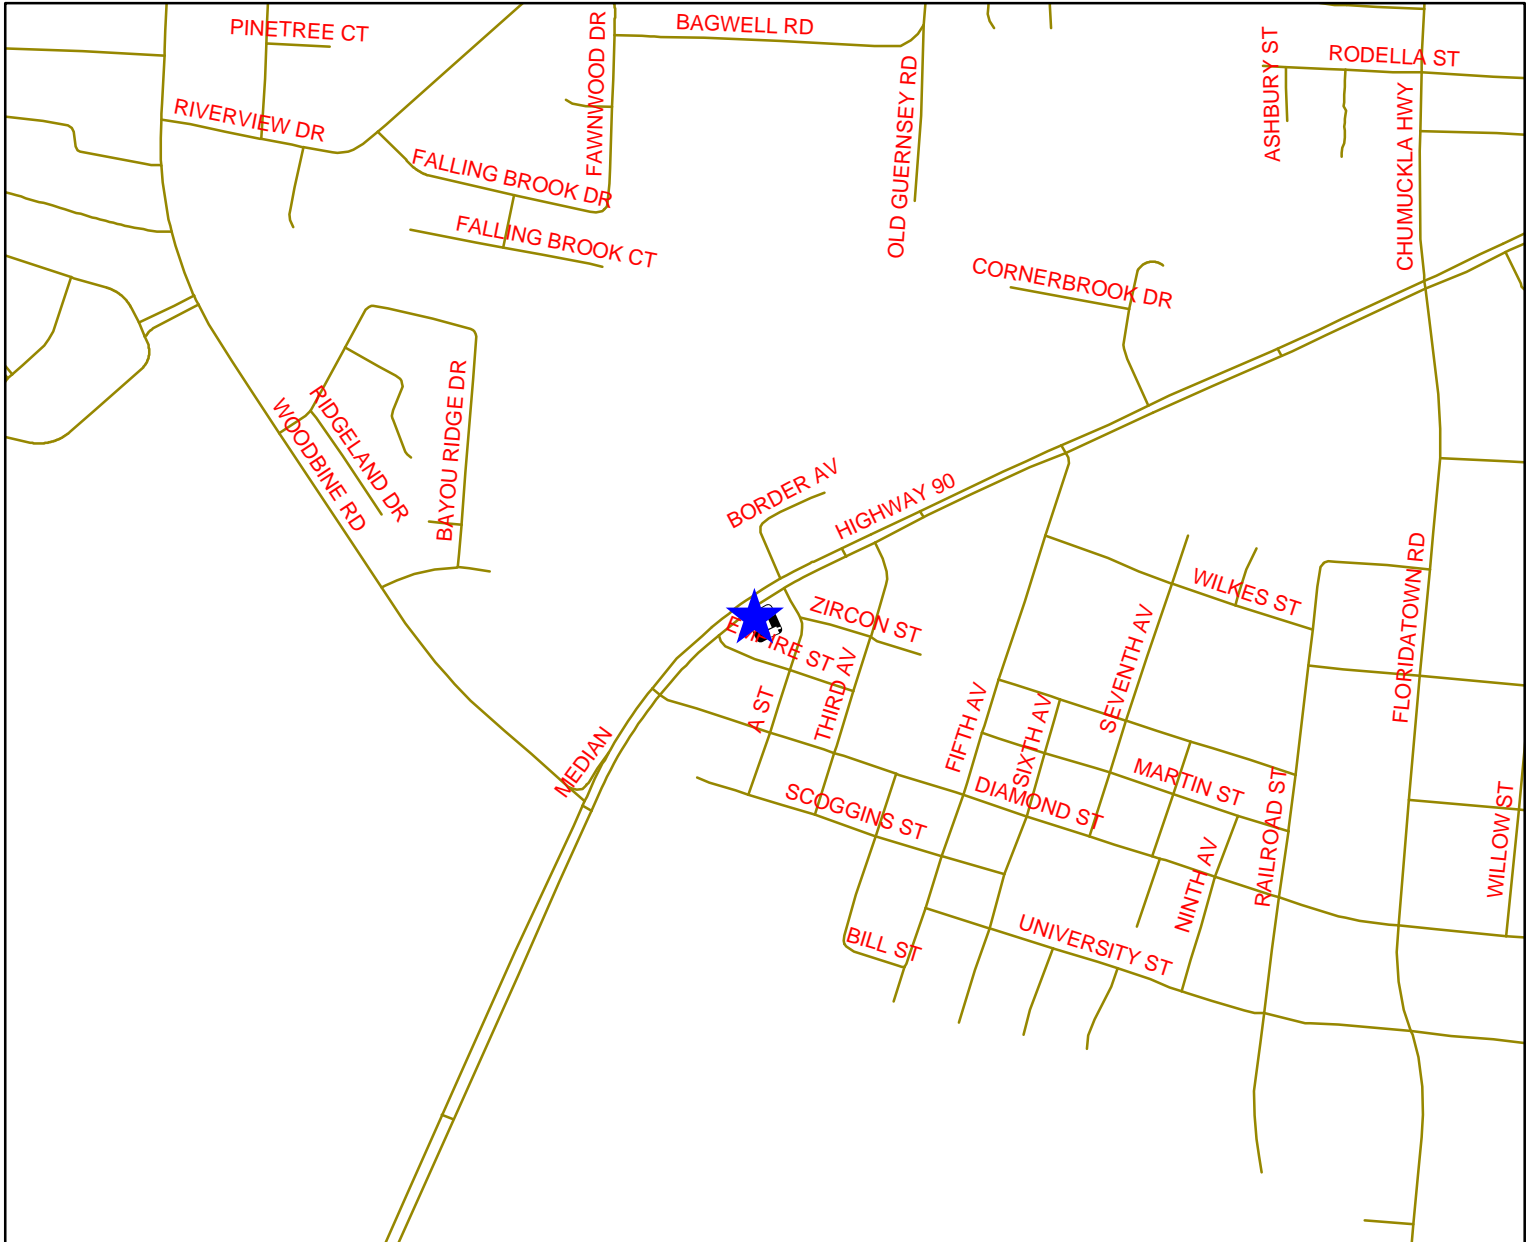 PINETREE CT
BAGWELL RD
FAWNWOOD DR
RIVERVIEW DR
FALLING BROOK DR
FALLING BROOK CT
OLD GUERNSEY RD
ASHBURY ST
RODELLA ST
CHUMUCKLA HWY
CORNERBROOK DR
WOODBINE RD
RIDGELAND DR
BAYOU RIDGE DR
BORDER AV
HIGHWAY 90
ZIRCON ST
ST
A ST
THIRD AV
WILKES ST
SEVENTH AV
FLORIDATOWN RD
FIFTH AV
SIXTH AV
MEDIAN
MARTIN ST
DIAMOND ST
SCOGGINS ST
RAILROAD ST
WILLOW ST
NINTH AV
BILL ST
UNIVERSITY ST